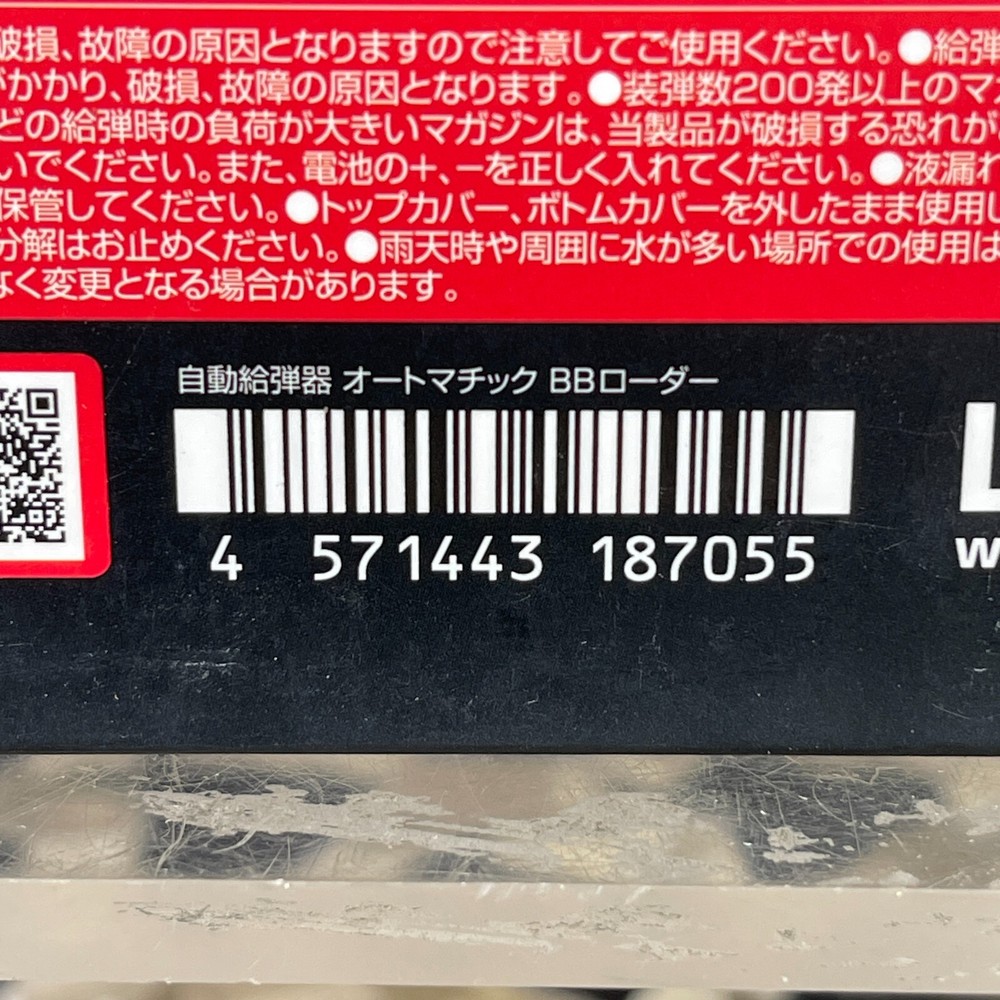 破損、故障の原因となりますので注意してご使用ください。●給弾
がかかり、破損、故障の原因となります。●装弾数200発以上のマ
どの給弾時の負荷が大きいマガジンは、当製品が破損する恐れが
いでください。また、電池の＋、－を正しく入れてください。●液漏れ
保管してください。●トップカバー、ボトムカバーを外したまま使用し
分解はお止めください。●雨天時や周囲に水が多い場所での使用は
なく変更となる場合があります。
自動給弾器 オートマチック BBローダー
4 571443 187055
L
w